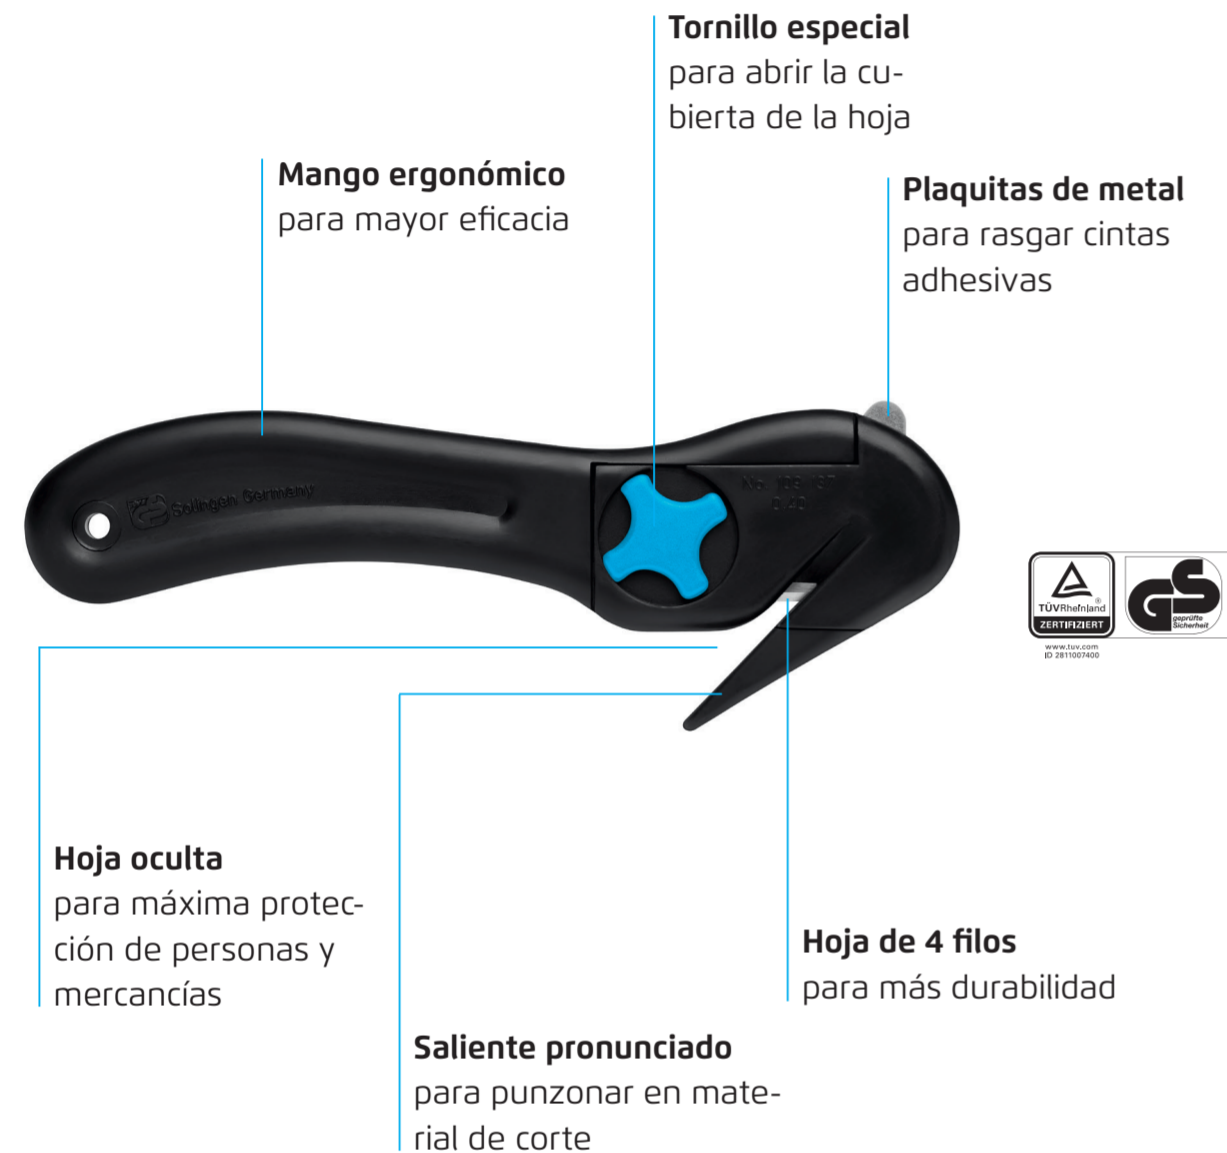 Tornillo especial
para abrir la cu-
bierta de la hoja
Mango ergonómico
para mayor eficacia
Plaquitas de metal
para rasgar cintas
adhesivas
Solingen Germany
TÜVRheinland
®
ZERTIFIZIERT
www.tuv.com
ID 2811007400
GS
geprüfte
Sicherheit
Hoja oculta
para máxima protec-
ción de personas y
mercancías
Hoja de 4 filos
para más durabilidad
Saliente pronunciado
para punzonar en mate-
rial de corte